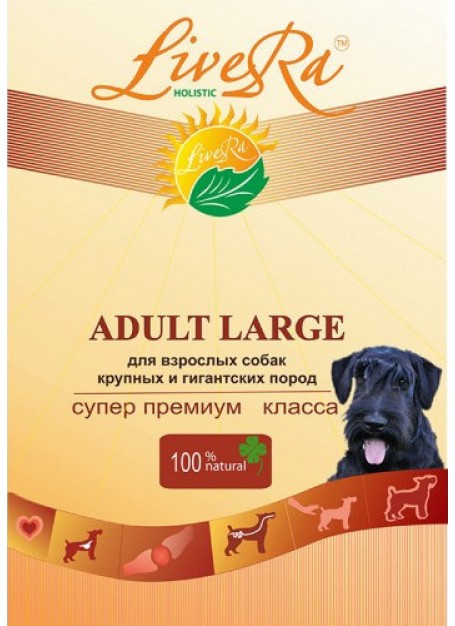 LiveRa™
HOLISTIC
LiveRa
ADULT LARGE
для взрослых собак
крупных и гигантских пород
супер премиум класса
100% natural